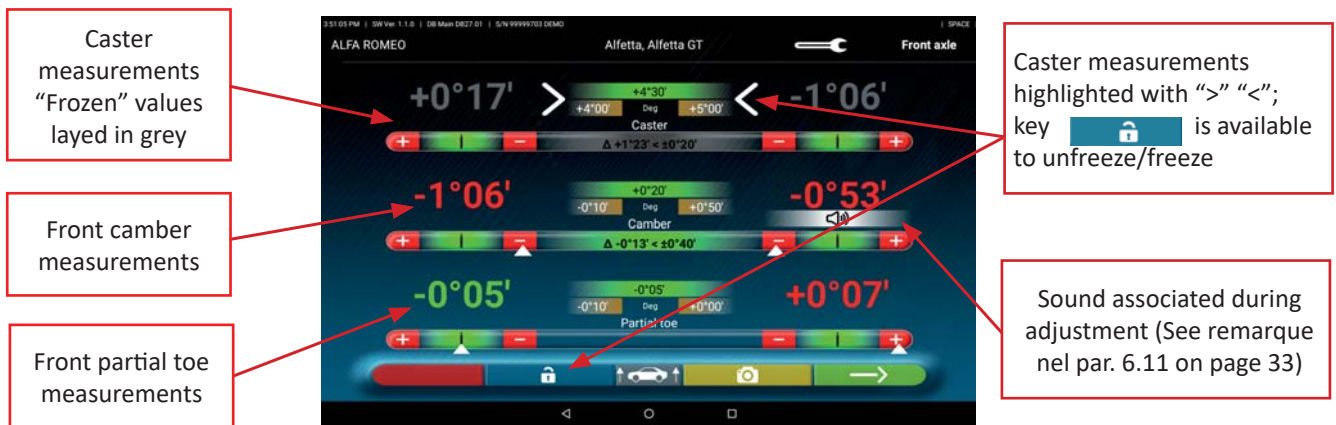 Caster
measurements
“Frozen” values
layed in grey
Front camber
measurements
Front partial toe
measurements
3:51:05 PM | SW Ver. 1.1.0 | DB Main DB27.01 | S/N 99999703 DEMO
| SPACE
ALFA ROMEO
Alfetta, Alfetta GT
Front axle
+0°17'
>
+4°30'
+4°00'
Deg
+5°00'
Caster
<
-1°06'
+
-
Δ +1°23' < ±0°20'
-
+
-1°06'
+0°20'
-0°10'
Deg
+0°50'
Camber
-0°53'
+
-
Δ -0°13' < ±0°40'
-
+
-0°05'
-0°05'
-0°10'
Deg
+0°00'
Partial toe
+0°07'
+
-
-
+
Caster measurements
highlighted with “>” “<”;
key is available
to unfreeze/freeze
Sound associated during
adjustment (See remarque
nel par. 6.11 on page 33)